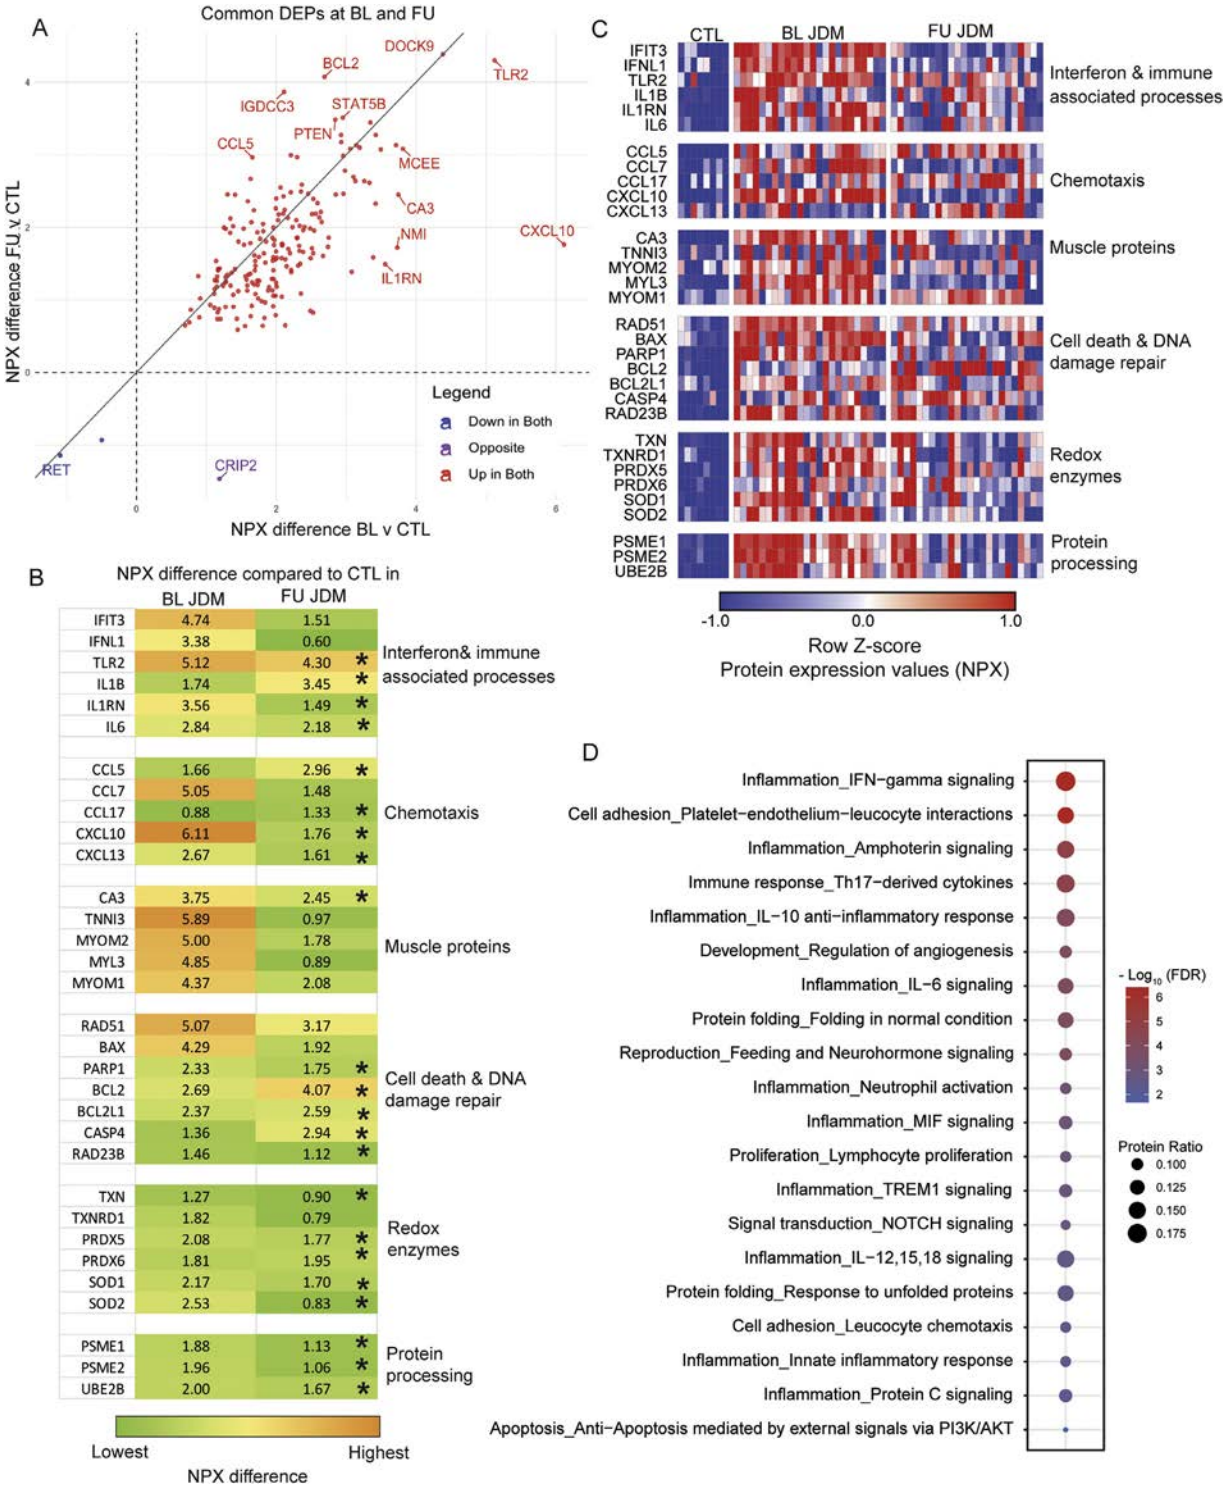 A
Common DEPs at BL and FU
DOCK9
BCL2
TLR2
IGDCC3
STAT5B
PTEN
CCL5
MCEE
CA3
NMI
CXCL10
IL1RN
4
2
0
NPX difference FU v CTL
Legend
a Down in Both
a Opposite
a Up in Both
RET
CRIP2
0 2 4 6
NPX difference BL v CTL
B
NPX difference compared to CTL in
BL JDM FU JDM
IFIT3 4.74 1.51
IFNL1 3.38 0.60
TLR2 5.12 4.30 *
IL1B 1.74 3.45 *
IL1RN 3.56 1.49 *
IL6 2.84 2.18 *
Interferon& immune
associated processes
CCL5 1.66 2.96 *
CCL7 5.05 1.48
CCL17 0.88 1.33 *
CXCL10 6.11 1.76 *
CXCL13 2.67 1.61 *
Chemotaxis
CA3 3.75 2.45 *
TNNI3 5.89 0.97
MYOM2 5.00 1.78
MYL3 4.85 0.89
MYOM1 4.37 2.08
Muscle proteins
RAD51 5.07 3.17
BAX 4.29 1.92
PARP1 2.33 1.75 *
BCL2 2.69 4.07 *
BCL2L1 2.37 2.59 *
CASP4 1.36 2.94 *
RAD23B 1.46 1.12 *
Cell death & DNA
damage repair
TXN 1.27 0.90 *
TXNRD1 1.82 0.79
PRDX5 2.08 1.77 *
PRDX6 1.81 1.95 *
SOD1 2.17 1.70 *
SOD2 2.53 0.83 *
Redox
enzymes
PSME1 1.88 1.13 *
PSME2 1.96 1.06 *
UBE2B 2.00 1.67 *
Protein
processing
Lowest Highest
NPX difference
C
CTL BL JDM FU JDM
IFIT3
IFNL1
TLR2
IL1B
IL1RN
IL6
Interferon & immune
associated processes
CCL5
CCL7
CCL17
CXCL10
CXCL13
Chemotaxis
CA3
TNNI3
MYOM2
MYL3
MYOM1
Muscle proteins
RAD51
BAX
PARP1
BCL2
BCL2L1
CASP4
RAD23B
Cell death & DNA
damage repair
TXN
TXNRD1
PRDX5
PRDX6
SOD1
SOD2
Redox
enzymes
PSME1
PSME2
UBE2B
Protein
processing
-1.0 0.0 1.0
Row Z-score
Protein expression values (NPX)
D
Inflammation_IFN−gamma signaling
Cell adhesion_Platelet−endothelium−leucocyte interactions
Inflammation_Amphoterin signaling
Immune response_Th17−derived cytokines
Inflammation_IL−10 anti−inflammatory response
Development_Regulation of angiogenesis
Inflammation_IL−6 signaling
Protein folding_Folding in normal condition
Reproduction_Feeding and Neurohormone signaling
Inflammation_Neutrophil activation
Inflammation_MIF signaling
Proliferation_Lymphocyte proliferation
Inflammation_TREM1 signaling
Signal transduction_NOTCH signaling
Inflammation_IL−12,15,18 signaling
Protein folding_Response to unfolded proteins
Cell adhesion_Leucocyte chemotaxis
Inflammation_Innate inflammatory response
Inflammation_Protein C signaling
Apoptosis_Anti−Apoptosis mediated by external signals via PI3K/AKT
- Log10 (FDR)
6
5
4
3
2
Protein Ratio
0.100
0.125
0.150
0.175